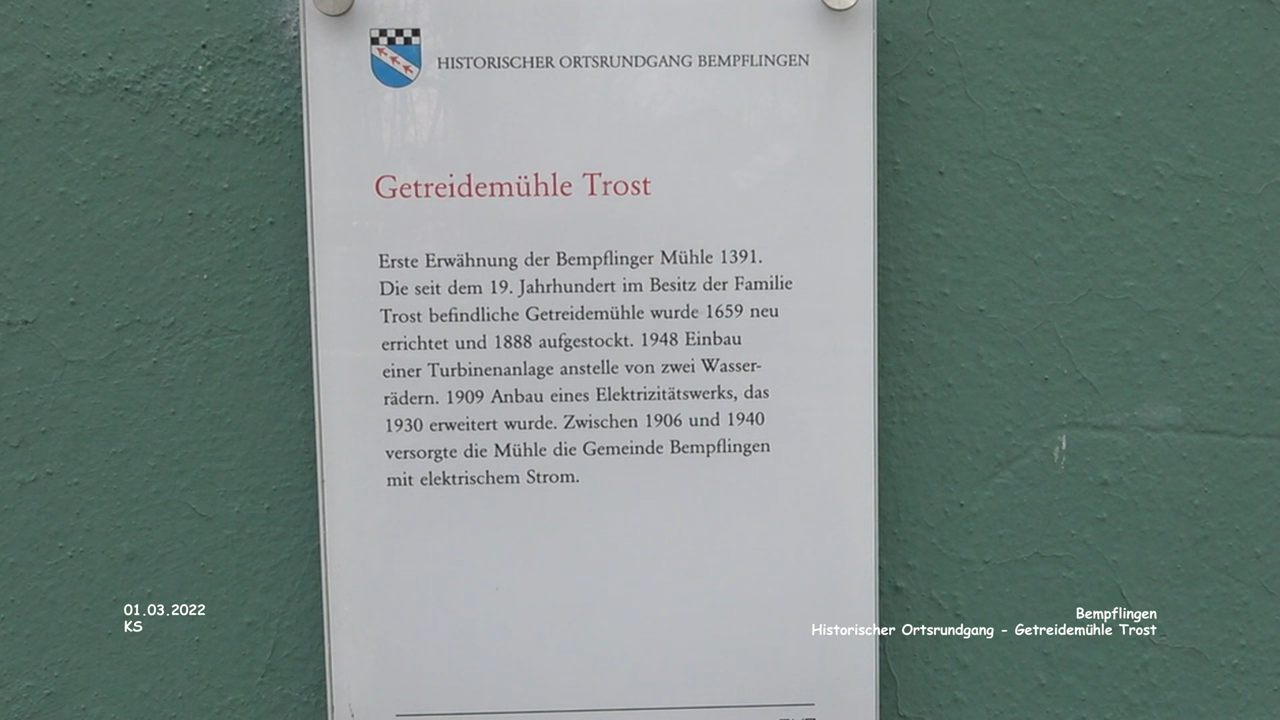 HISTORISCHER ORTSRUNDGANG BEMPFLINGEN
Getreidemühle Trost
Erste Erwähnung der Bempflinger Mühle 1391.
Die seit dem 19. Jahrhundert im Besitz der Familie
Trost befindliche Getreidemühle wurde 1659 neu
errichtet und 1888 aufgestockt. 1948 Einbau
einer Turbinenanlage anstelle von zwei Wasser-
rädern. 1909 Anbau eines Elektrizitätswerks, das
1930 erweitert wurde. Zwischen 1906 und 1940
versorgte die Mühle die Gemeinde Bempflingen
mit elektrischem Strom.
01.03.2022
KS
Bempflingen
Historischer Ortsrundgang - Getreidemühle Trost